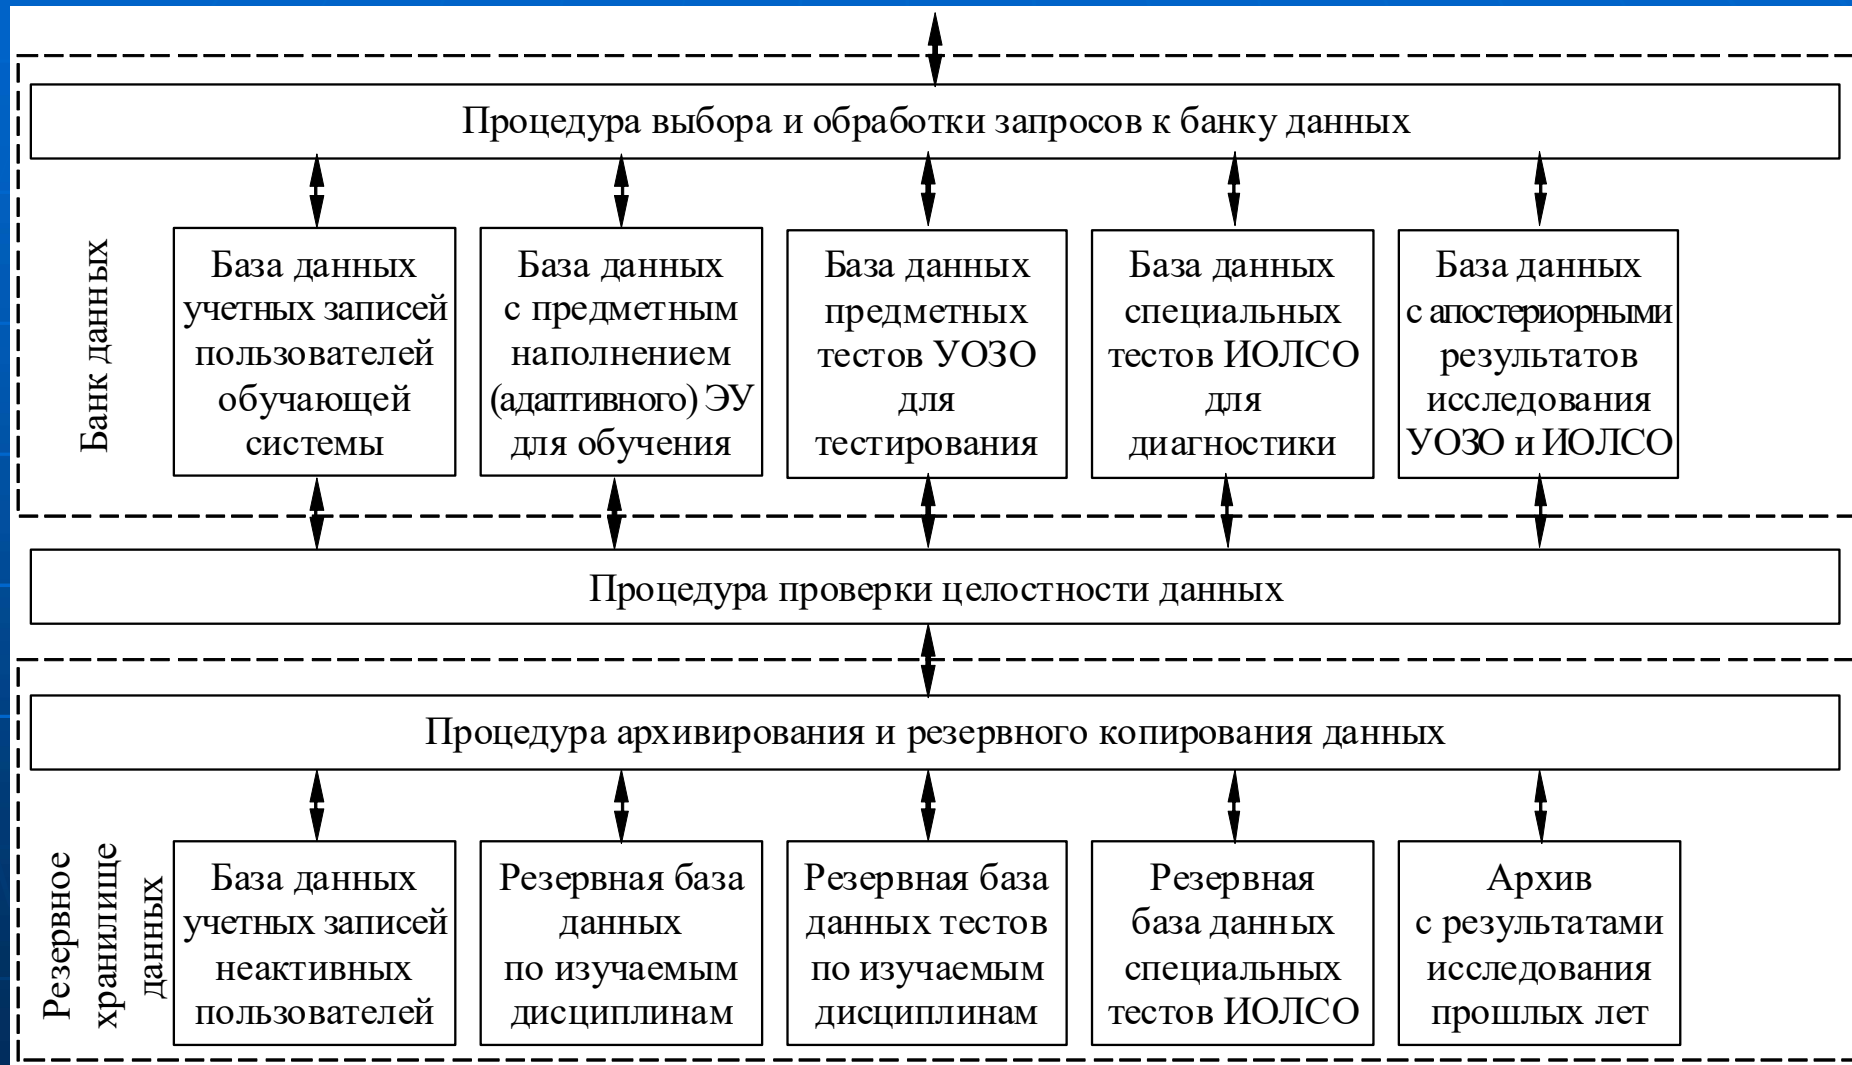 Процедура выбора и обработки запросов к банку данных
Банк данных
База данных
учетных записей
пользователей
обучающей
системы
База данных
с предметным
наполнением
(адаптивного) ЭУ
для обучения
База данных
предметных
тестов УОЗО
для
тестирования
База данных
специальных
тестов ИОЛСО
для
диагностики
База данных
с апостериорными
результатов
исследования
УОЗО и ИОЛСО
Процедура проверки целостности данных
Процедура архивирования и резервного копирования данных
Резервное
хранилище
данных
База данных
учетных записей
неактивных
пользователей
Резервная база
данных
по изучаемым
дисциплинам
Резервная база
данных тестов
по изучаемым
дисциплинам
Резервная
база данных
специальных
тестов ИОЛСО
Архив
с результатами
исследования
прошлых лет